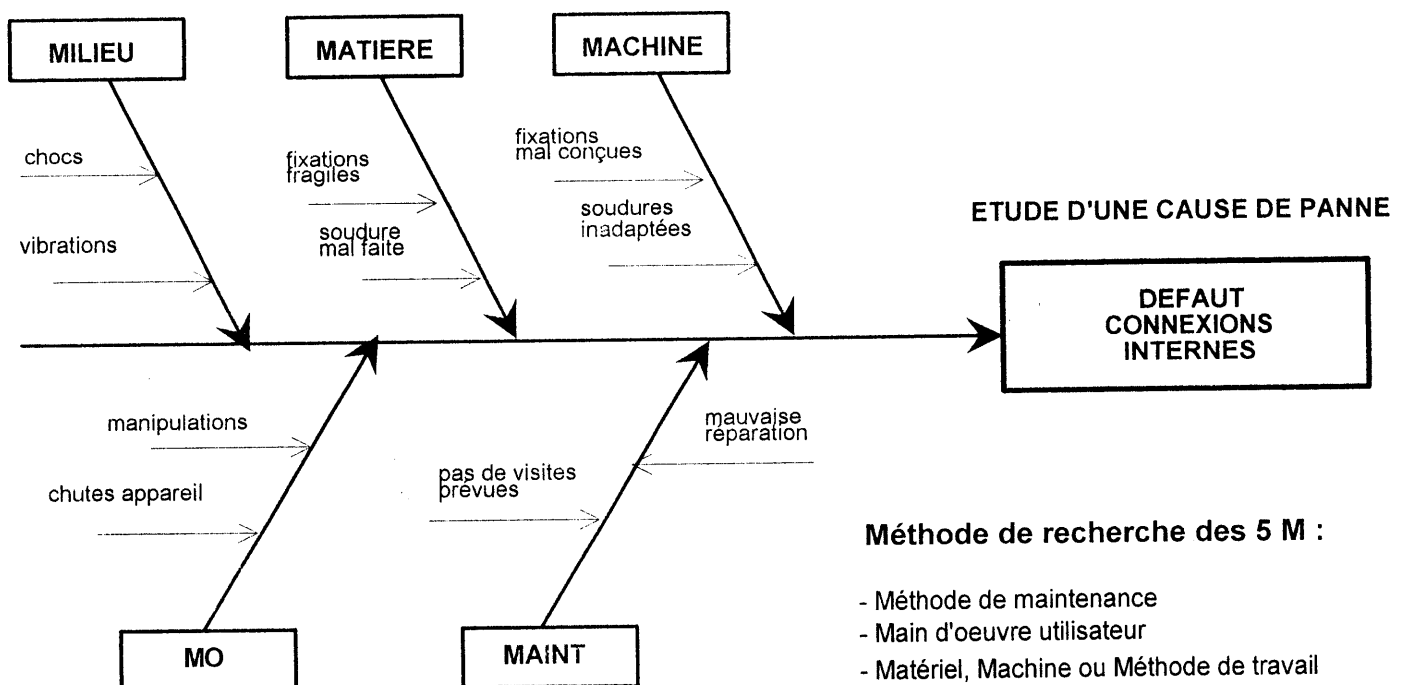 MILIEU
MATIERE
MACHINE
chocs
vibrations
fixations
fragiles
soudure
mal faite
fixations
mal conçues
soudures
inadaptées
ETUDE D'UNE CAUSE DE PANNE
DEFAUT
CONNEXIONS
INTERNES
manipulations
chutes appareil
pas de visites
prévues
mauvaise
réparation
MO
MAINT
Méthode de recherche des 5 M :
- Méthode de maintenance
- Main d'oeuvre utilisateur
- Matériel, Machine ou Méthode de travail